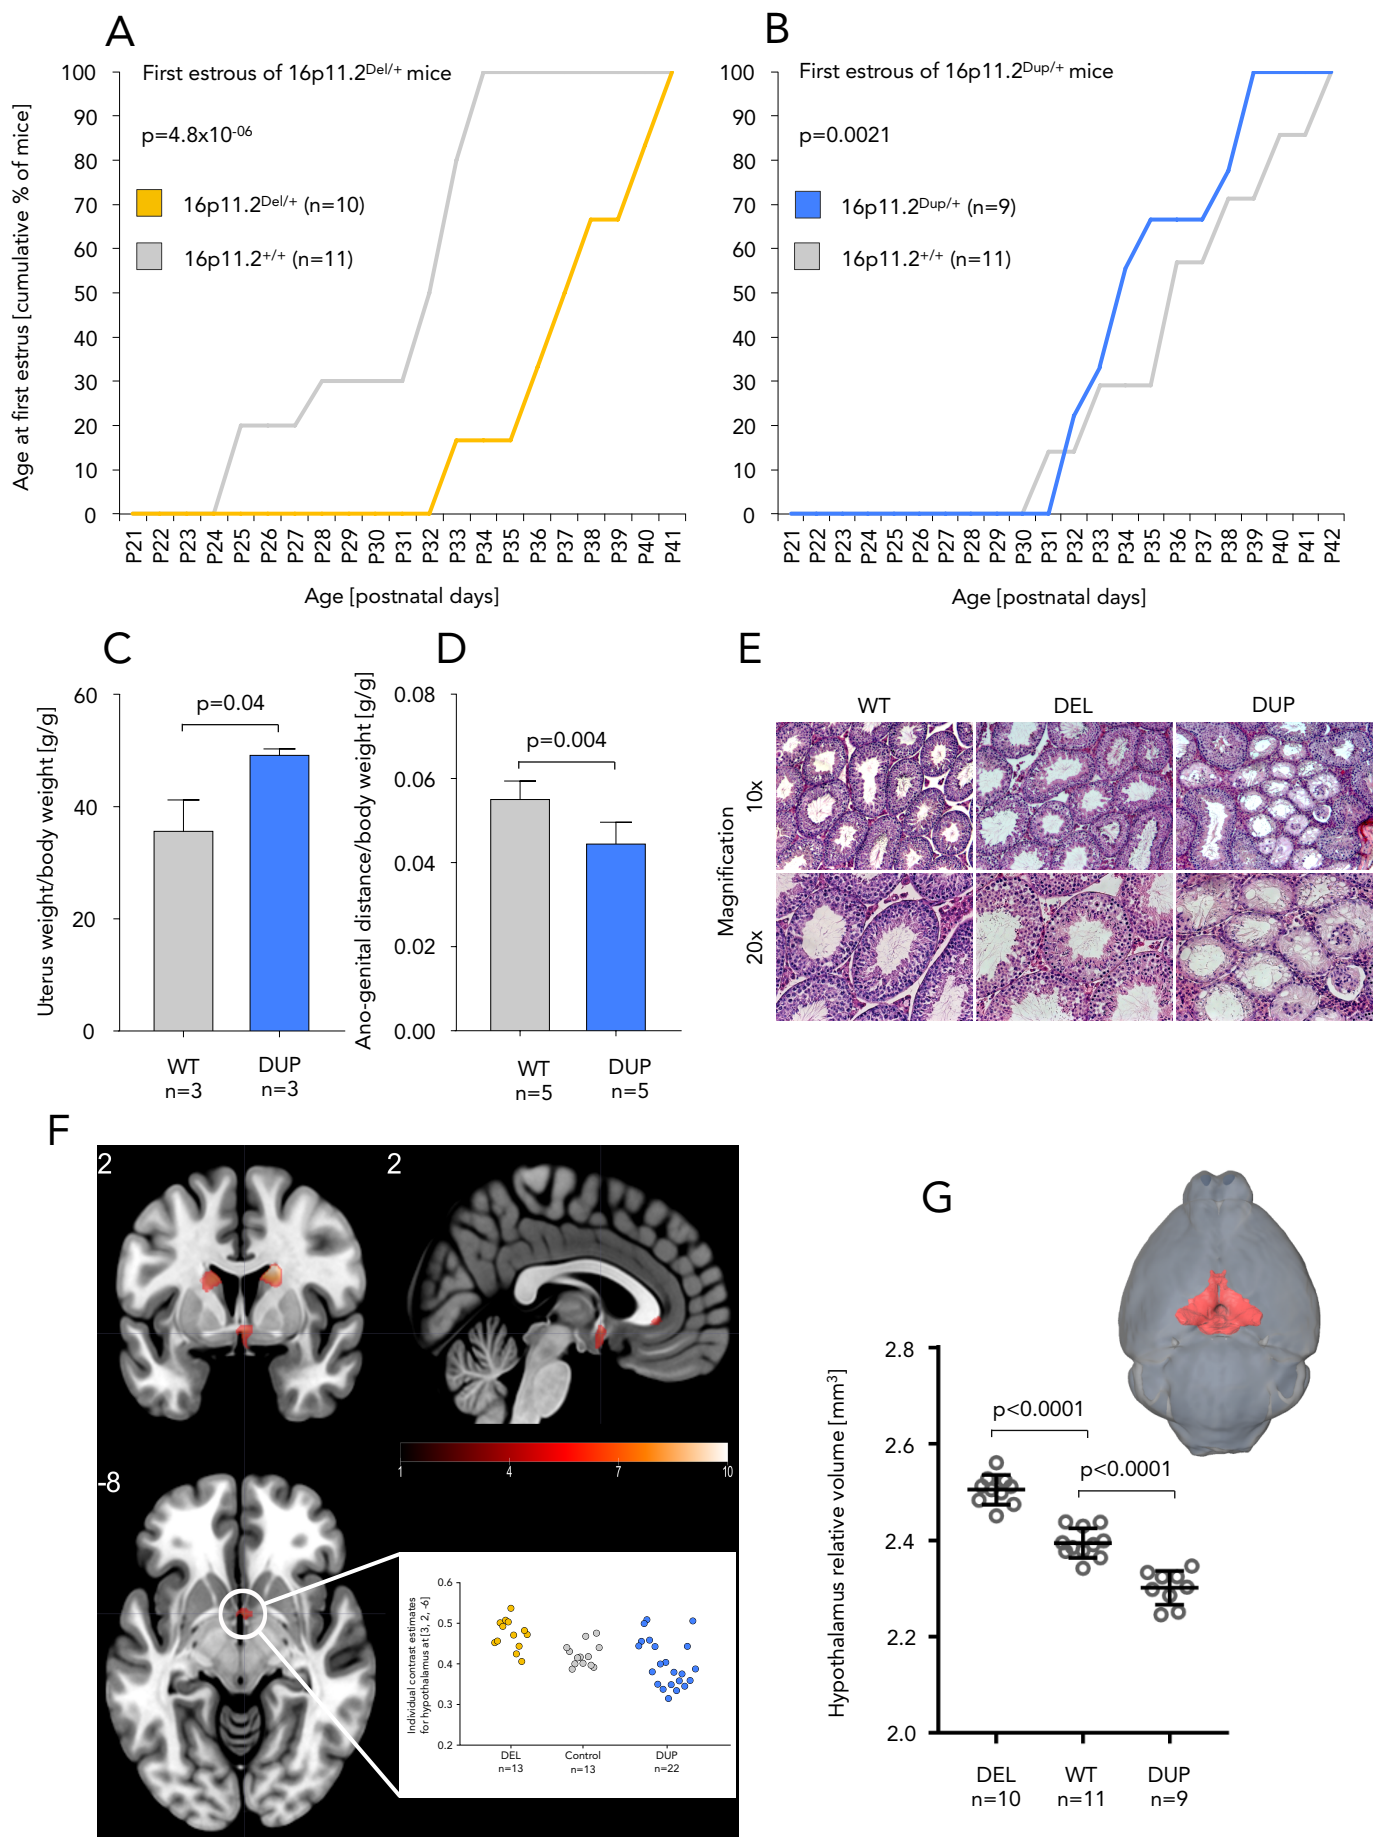 A
First estrous of 16p11.2Del/+ mice
p=4.8x10-06
16p11.2Del/+ (n=10)
16p11.2+/+ (n=11)
Age at first estrus [cumulative % of mice]
100
90
80
70
60
50
40
30
20
10
0
P21 P22 P23 P24 P25 P26 P27 P28 P29 P30 P31 P32 P33 P34 P35 P36 P37 P38 P39 P40 P41
Age [postnatal days]
B
First estrous of 16p11.2Dup/+ mice
p=0.0021
16p11.2Dup/+ (n=9)
16p11.2+/+ (n=11)
100
90
80
70
60
50
40
30
20
10
0
P21 P22 P23 P24 P25 P26 P27 P28 P29 P30 P31 P32 P33 P34 P35 P36 P37 P38 P39 P40 P41 P42
Age [postnatal days]
C
Uterus weight/body weight [g/g]
60
40
20
0
p=0.04
WT DUP
n=3 n=3
D
Ano-genital distance/body weight [g/g]
0.08
0.06
0.04
0.02
0.00
p=0.004
WT DUP
n=5 n=5
E
WT DEL DUP
Magnification
10x
20x
F
2
2
-8
1 4 7 10
Individual contrast estimates
for hypothalamus at [3, 2, -6]
0.6
0.5
0.4
0.3
0.2
DEL Control DUP
n=13 n=13 n=22
G
Hypothalamus relative volume [mm3]
2.8
2.6
2.4
2.2
2.0
p<0.0001
p<0.0001
DEL WT DUP
n=10 n=11 n=9